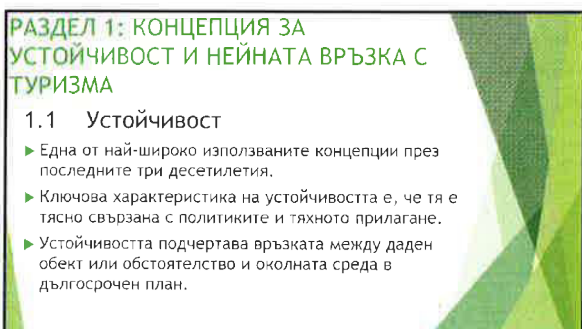 РАЗДЕЛ 1: КОНЦЕПЦИЯ ЗА
УСТОЙЧИВОСТ И НЕЙНАТА ВРЪЗКА С
ТУРИЗМА
1.1 Устойчивост
Една от най-широко използваните концепции през
последните три десетилетия.
Ключова характеристика на устойчивостта е, че тя е
тясно свързана с политиките и тяхното прилагане.
Устойчивостта подчертава връзката между даден
обект или обстоятелство и околната среда в
дългосрочен план.